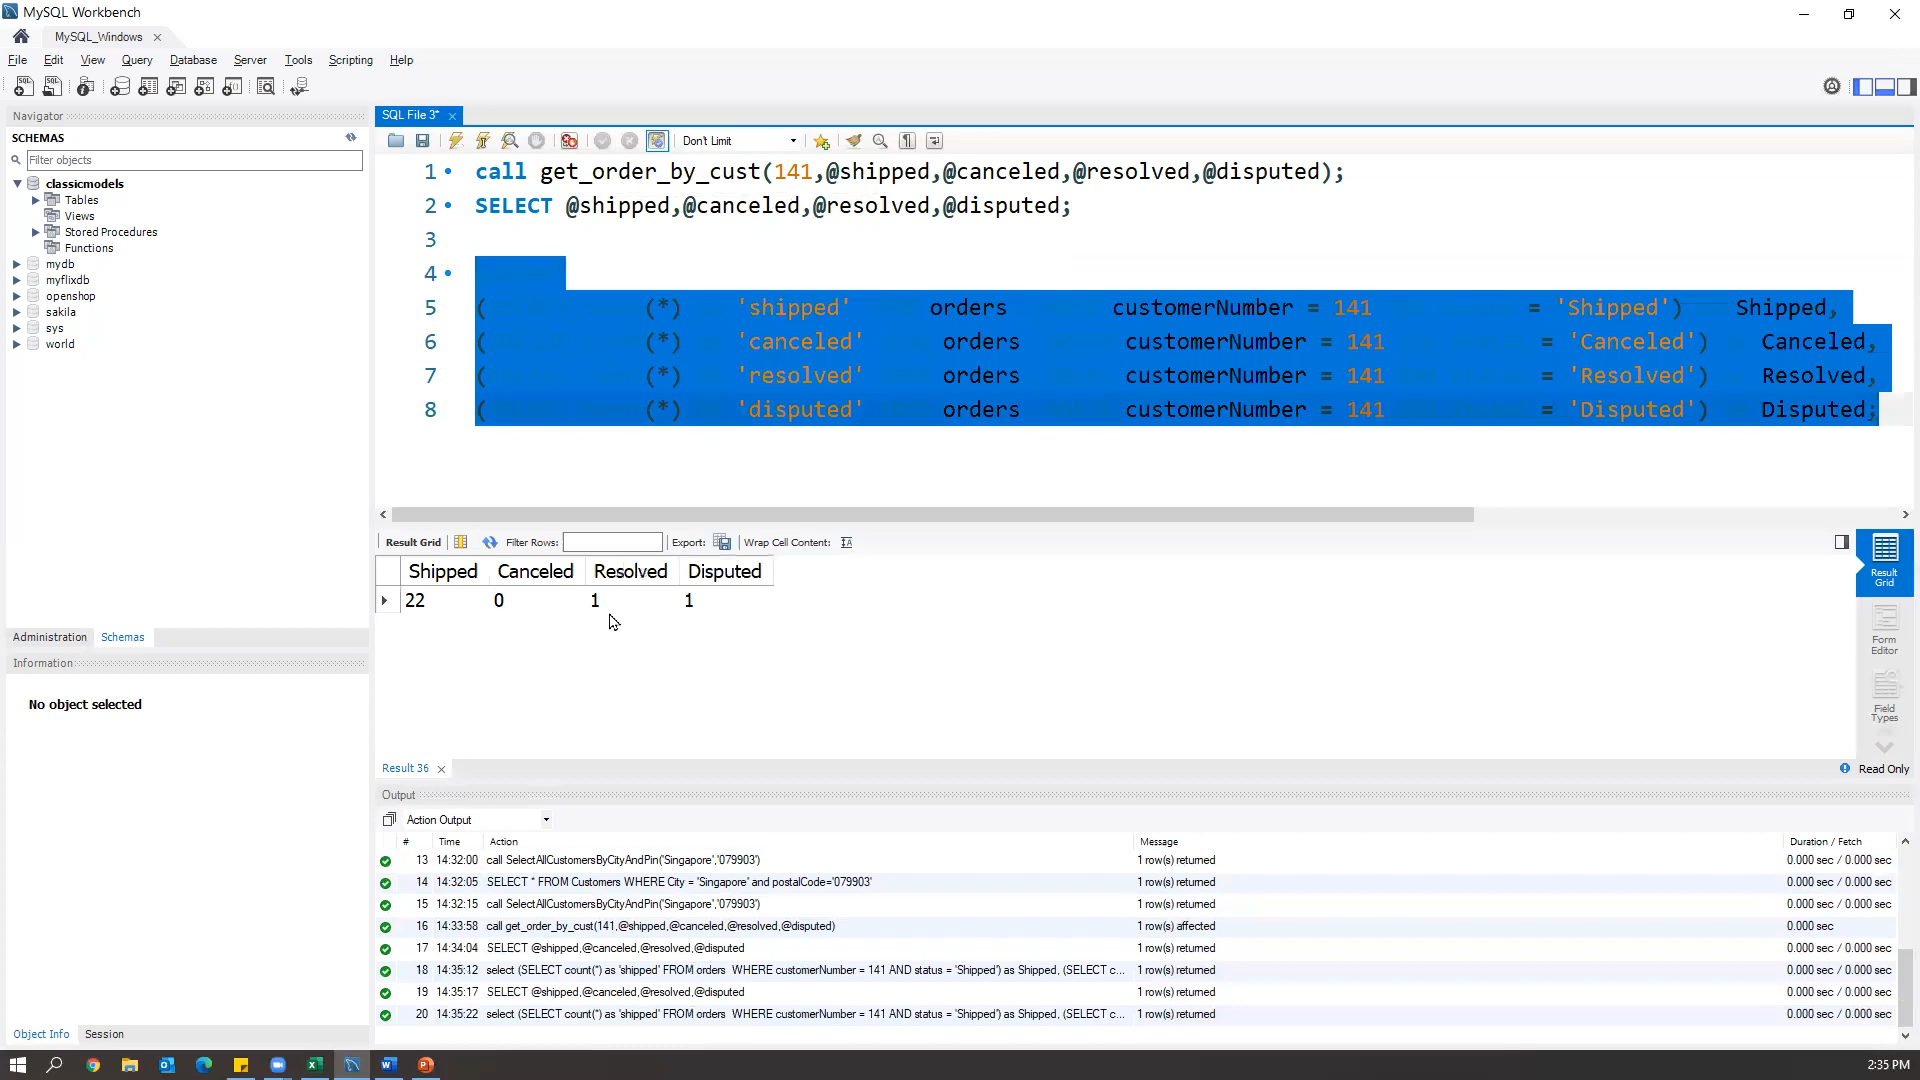 MySQL Workbench
MySQL_Windows
File Edit View Query Database Server Tools Scripting Help
Navigator
SCHEMAS
Filter objects
classicmodels
Tables
Views
Stored Procedures
Functions
mydb
myflixdb
openshop
sakila
sys
world
Administration Schemas
Information
No object selected
Object Info Session
SQL File 3*
Don't Limit
1 call get_order_by_cust(141,@shipped,@canceled,@resolved,@disputed);
2 SELECT @shipped,@canceled,@resolved,@disputed;
3
4
5 ( (*) 'shipped' orders customerNumber = 141 = 'Shipped') Shipped,
6 ( (*) 'canceled' orders customerNumber = 141 = 'Canceled') Canceled,
7 ( (*) 'resolved' orders customerNumber = 141 = 'Resolved') Resolved,
8 ( (*) 'disputed' orders customerNumber = 141 = 'Disputed') Disputed;
Result Grid Filter Rows: Export: Wrap Cell Content:
Shipped Canceled Resolved Disputed
22 0 1 1
Result Grid
Form Editor
Field Types
Result 36
Read Only
Output
Action Output
# Time Action Message Duration / Fetch
13 14:32:00 call SelectAllCustomersByCityAndPin('Singapore','079903') 1 row(s) returned 0.000 sec / 0.000 sec
14 14:32:05 SELECT * FROM Customers WHERE City = 'Singapore' and postalCode='079903' 1 row(s) returned 0.000 sec / 0.000 sec
15 14:32:15 call SelectAllCustomersByCityAndPin('Singapore','079903') 1 row(s) returned 0.000 sec / 0.000 sec
16 14:33:58 call get_order_by_cust(141,@shipped,@canceled,@resolved,@disputed) 1 row(s) affected 0.000 sec
17 14:34:04 SELECT @shipped,@canceled,@resolved,@disputed 1 row(s) returned 0.000 sec / 0.000 sec
18 14:35:12 select (SELECT count(*) as 'shipped' FROM orders WHERE customerNumber = 141 AND status = 'Shipped') as Shipped, (SELECT c... 1 row(s) returned 0.000 sec / 0.000 sec
19 14:35:17 SELECT @shipped,@canceled,@resolved,@disputed 1 row(s) returned 0.000 sec / 0.000 sec
20 14:35:22 select (SELECT count(*) as 'shipped' FROM orders WHERE customerNumber = 141 AND status = 'Shipped') as Shipped, (SELECT c... 1 row(s) returned 0.000 sec / 0.000 sec
2:35 PM